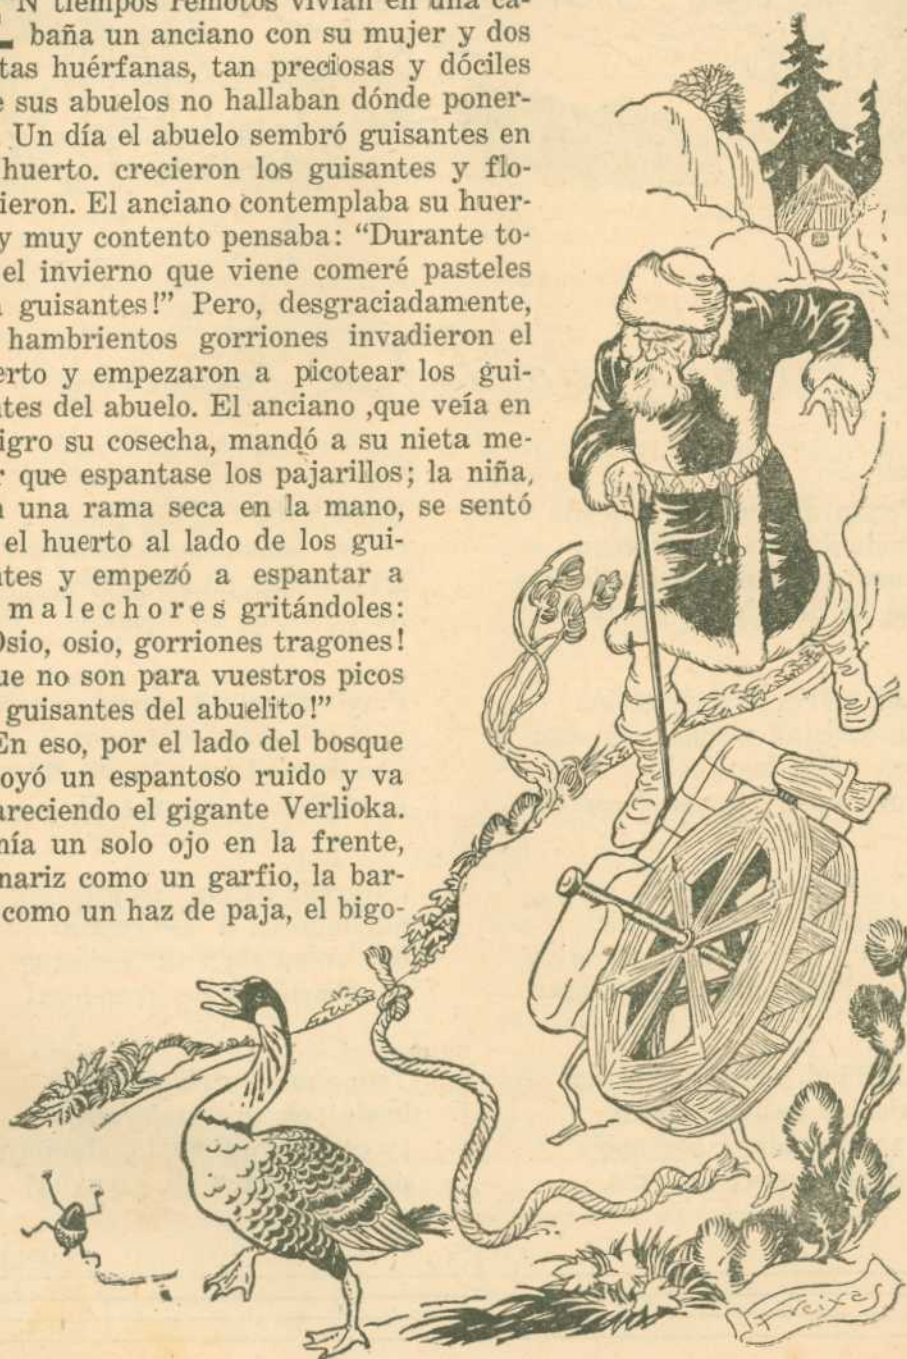 N tiempos remotos vivían en una ca-
baña un anciano con su mujer y dos
tas huérfanas, tan preciosas y dóciles
e sus abuelos no hallaban dónde poner-
. Un día el abuelo sembró guisantes en
huerto. crecieron los guisantes y flo-
ieron. El anciano contemplaba su huer-
y muy contento pensaba: “Durante to-
el invierno que viene comeré pasteles
guisantes!” Pero, desgraciadamente,
hambrientos gorriones invadieron el
erto y empezaron a picotear los gui-
ntes del abuelo. El anciano ,que veía en
igro su cosecha, mandó a su nieta me-
r que espantase los pajarillos; la niña,
n una rama seca en la mano, se sentó
el huerto al lado de los gui-
ntes y empezó a espantar a
malechores gritándoles:
Osio, osio, gorriones tragones!
ue no son para vuestros picos
guisantes del abuelito!”
En eso, por el lado del bosque
oyó un espantoso ruido y va
areciendo el gigante Verlioka.
nía un solo ojo en la frente,
nariz como un garfio, la bar-
como un haz de paja, el bigo-
Freixas